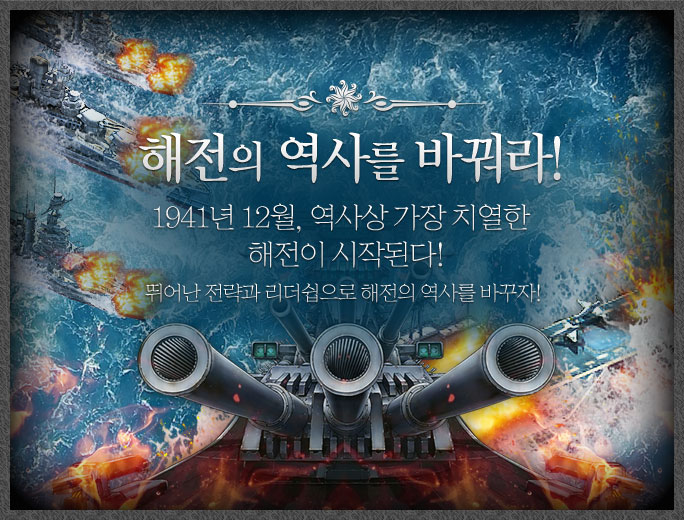 해전의 역사를 바꿔라!
1941년 12월, 역사상 가장 치열한
해전이 시작된다!
뛰어난 전략과 리더쉽으로 해전의 역사를 바꾸자!